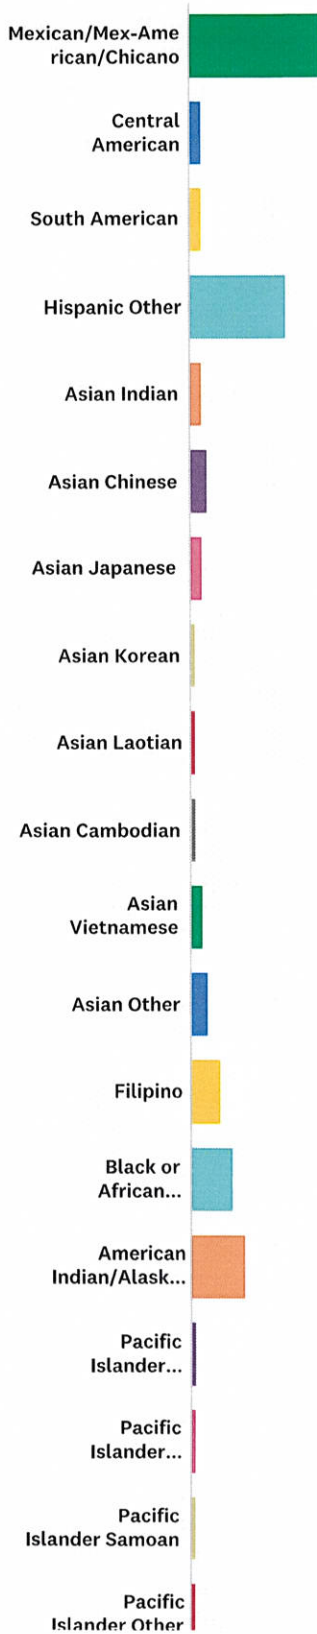 Mexican/Mex-Ame
rican/Chicano
Central
American
South American
Hispanic Other
Asian Indian
Asian Chinese
Asian Japanese
Asian Korean
Asian Laotian
Asian Cambodian
Asian
Vietnamese
Asian Other
Filipino
Black or
African...
American
Indian/Alask...
Pacific
Islander...
Pacific
Islander...
Pacific
Islander Samoan
Pacific
Islander Other